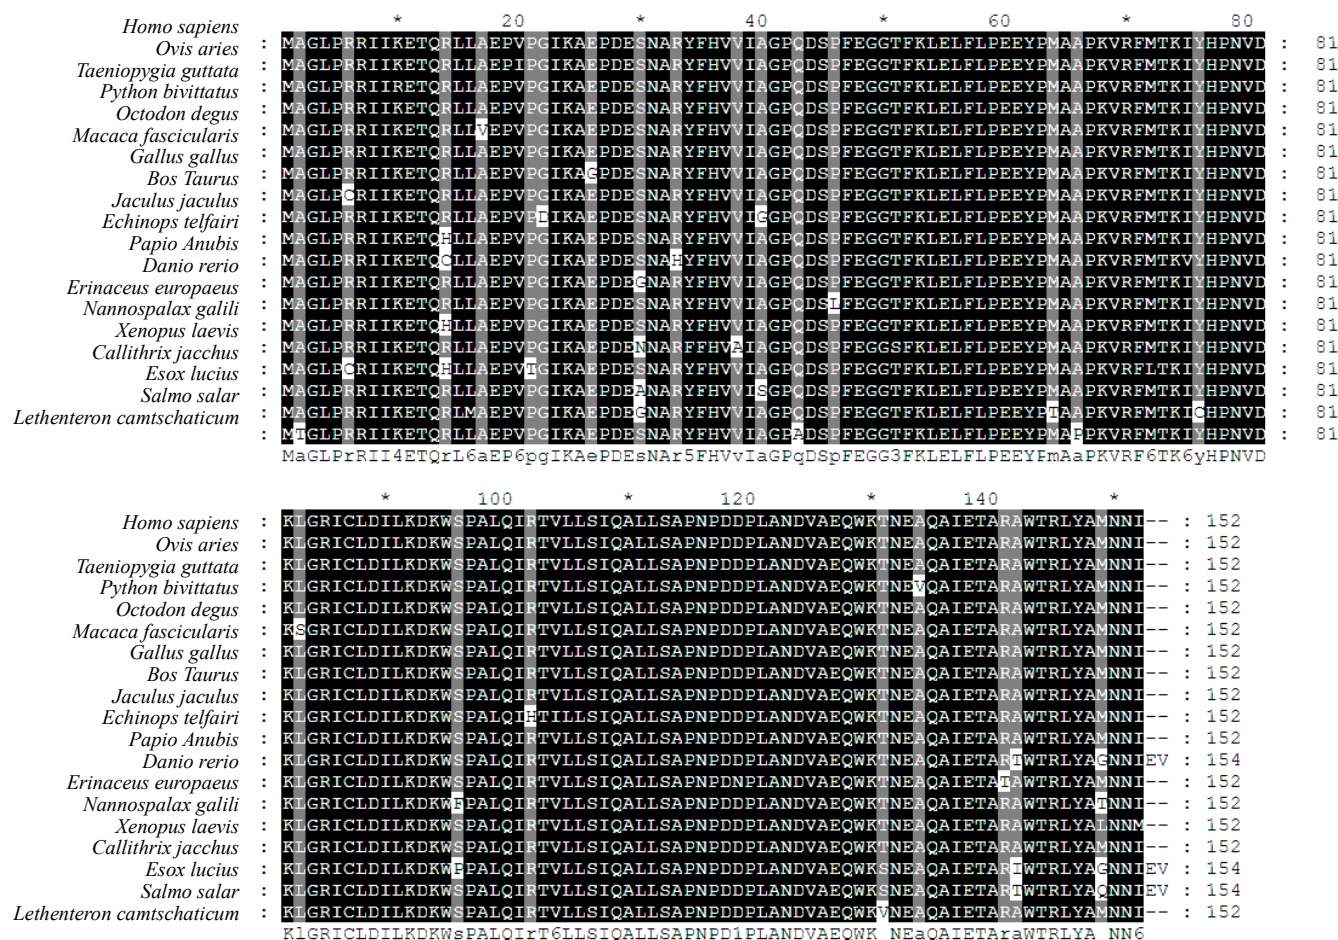 * 20 * 40 * 60 * 80
Homo sapiens : MAGLPRRIIKETQRLLAEPVPGIKAEPDESNARYFHVVIAGPQDSPFEGGTFKLELFLPEEYPMAAPKVRFMTKIYHPNVD : 81
Ovis aries : MAGLPRRIIKETQRLLAEPIPGIKAEPDESNARYFHVVIAGPQDSPFEGGTFKLELFLPEEYPMAAPKVRFMTKIYHPNVD : 81
Taeniopygia guttata : MAGLPRRIIRETQRLLAEPVPGIKAEPDESNARYFHVVIAGPQDSPFEGGTFKLELFLPEEYPMAAPKVRFMTKIYHPNVD : 81
Python bivittatus : MAGLPRRIIKETQRLLAEPVPGIKAEPDESNARYFHVVIAGPQDSPFEGGTFKLELFLPEEYPMAAPKVRFMTKIYHPNVD : 81
Octodon degus : MAGLPRRIIKETQRLLVEPVPGIKAEPDESNARYFHVVIAGPQDSPFEGGTFKLELFLPEEYPMAAPKVRFMTKIYHPNVD : 81
Macaca fascicularis : MAGLPRRIIKETQRLLAEPVPGIKAEPDESNARYFHVVIAGPQDSPFEGGTFKLELFLPEEYPMAAPKVRFMTKIYHPNVD : 81
Gallus gallus : MAGLPRRIIKETQRLLAEPVPGIKAGPDESNARYFHVVIAGPQDSPFEGGTFKLELFLPEEYPMAAPKVRFMTKIYHPNVD : 81
Bos Taurus : MAGLPCRIIKETQRLLAEPVPGIKAEPDESNARYFHVVIAGPQDSPFEGGTFKLELFLPEEYPMAAPKVRFMTKIYHPNVD : 81
Jaculus jaculus : MAGLPRRIIKETQRLLAEPVPDIKAEPDESNARYFHVVIGGPQDSPFEGGTFKLELFLPEEYPMAAPKVRFMTKIYHPNVD : 81
Echinops telfairi : MAGLPRRIIKETQHLLAEPVPGIKAEPDESNARYFHVVIAGPQDSPFEGGTFKLELFLPEEYPMAAPKVRFMTKIYHPNVD : 81
Papio Anubis : MAGLPRRIIKETQCLLAEPVPGIKAEPDESNAHYFHVVIAGPQDSPFEGGTFKLELFLPEEYPMAAPKVRFMTKVYHPNVD : 81
Danio rerio : MAGLPRRIIKETQRLLAEPVPGIKAEPDEGNARYFHVVIAGPQDSPFEGGTFKLELFLPEEYPMAAPKVRFMTKIYHPNVD : 81
Erinaceus europaeus : MAGLPRRIIKETQRLLAEPVPGIKAEPDESNARYFHVVIAGPQDSLFEGGTFKLELFLPEEYPMAAPKVRFMTKIYHPNVD : 81
Nannospalax galili : MAGLPRRIIKETQHLLAEPVPGIKAEPDESNARYFHVVIAGPQDSPFEGGTFKLELFLPEEYPMAAPKVRFMTKIYHPNVD : 81
Xenopus laevis : MAGLPRRIIKETQRLLAEPVPGIKAEPDENNARFFHVAIAGPQDSPFEGGSFKLELFLPEEYPMAAPKVRFMTKIYHPNVD : 81
Callithrix jacchus : MAGLPCRIIKETQHLLAEPVTGIKAEPDESNARYFHVVIAGPQDSPFEGGTFKLELFLPEEYPMAAPKVRFLTKIYHPNVD : 81
Esox lucius : MAGLPRRIIKETQRLLAEPVPGIKAEPDEANARYFHVVISGPQDSPFEGGTFKLELFLPEEYPMAAPKVRFMTKIYHPNVD : 81
Salmo salar : MAGLPRRIIKETQRLMAEPVPGIKAEPDEGNARYFHVVIAGPQDSPFEGGTFKLELFLPEEYPTAAPKVRFMTKICHPNVD : 81
Lethenteron camtschaticum : MTGLPRRIIKETQRLLAEPVPGIKAEPDESNARYFHVVIAGPADSPFEGGTFKLELFLPEEYPMAPPKVRFMTKIYHPNVD : 81
MaGLPrRII4ETQrL6aEP6pgIKAePDEsNAr5FHVvIaGPqDSpFEGG3FKLELFLPEEYPmAaPKVRF6TK6yHPNVD
* 100 * 120 * 140 *
Homo sapiens : KLGRICLDILKDKWSPALQIRTVLLSIQALLSAPNPDDPLANDVAEQWKTNEAQAIETARAWTRLYAMNNI-- : 152
Ovis aries : KLGRICLDILKDKWSPALQIRTVLLSIQALLSAPNPDDPLANDVAEQWKTNEAQAIETARAWTRLYAMNNI-- : 152
Taeniopygia guttata : KLGRICLDILKDKWSPALQIRTVLLSIQALLSAPNPDDPLANDVAEQWKTNEAQAIETARAWTRLYAMNNI-- : 152
Python bivittatus : KLGRICLDILKDKWSPALQIRTVLLSIQALLSAPNPDDPLANDVAEQWKTNEVQAIETARAWTRLYAMNNI-- : 152
Octodon degus : KLGRICLDILKDKWSPALQIRTVLLSIQALLSAPNPDDPLANDVAEQWKTNEAQAIETARAWTRLYAMNNI-- : 152
Macaca fascicularis : KSGRICLDILKDKWSPALQIRTVLLSIQALLSAPNPDDPLANDVAEQWKTNEAQAIETARAWTRLYAMNNI-- : 152
Gallus gallus : KLGRICLDILKDKWSPALQIRTVLLSIQALLSAPNPDDPLANDVAEQWKTNEAQAIETARAWTRLYAMNNI-- : 152
Bos Taurus : KLGRICLDILKDKWSPALQIRTVLLSIQALLSAPNPDDPLANDVAEQWKTNEAQAIETARAWTRLYAMNNI-- : 152
Jaculus jaculus : KLGRICLDILKDKWSPALQIRTVLLSIQALLSAPNPDDPLANDVAEQWKTNEAQAIETARAWTRLYAMNNI-- : 152
Echinops telfairi : KLGRICLDILKDKWSPALQIHTILLSIQALLSAPNPDDPLANDVAEQWKTNEAQAIETARAWTRLYAMNNI-- : 152
Papio Anubis : KLGRICLDILKDKWSPALQIRTVLLSIQALLSAPNPDDPLANDVAEQWKTNEAQAIETARAWTRLYAMNNI-- : 152
Danio rerio : KLGRICLDILKDKWSPALQIRTVLLSIQALLSAPNPDDPLANDVAEQWKTNEAQAIETARTWTRLYAGNNIEV : 154
Erinaceus europaeus : KLGRICLDILKDKWSPALQIRTVLLSIQALLSAPNPDNPLANDVAEQWKTNEAQAIETATAWTRLYAMNNI-- : 152
Nannospalax galili : KLGRICLDILKDKWFPALQIRTVLLSIQALLSAPNPDDPLANDVAEQWKTNEAQAIETARAWTRLYATNNI-- : 152
Xenopus laevis : KLGRICLDILKDKWSPALQIRTVLLSIQALLSAPNPDDPLANDVAEQWKTNEAQAIETARAWTRLYALNNM-- : 152
Callithrix jacchus : KLGRICLDILKDKWSPALQIRTVLLSIQALLSAPNPDDPLANDVAEQWKTNEAQAIETARAWTRLYAMNNI-- : 152
Esox lucius : KLGRICLDILKDKWPPALQIRTVLLSIQALLSAPNPDDPLANDVAEQWKSNEAQAIETARIWTRLYAGNNIEV : 154
Salmo salar : KLGRICLDILKDKWSPALQIRTVLLSIQALLSAPNPDDPLANDVAEQWKSNEAQAIETARTWTRLYAQNNIEV : 154
Lethenteron camtschaticum : KLGRICLDILKDKWSPALQIRTVLLSIQALLSAPNPDDPLANDVAEQWKVNEAQAIETARAWTRLYAMNNI-- : 152
KlGRICLDILKDKWsPALQIrT6LLSIQALLSAPNPD1PLANDVAEQWK NEaQAIETAraWTRLYA NN6